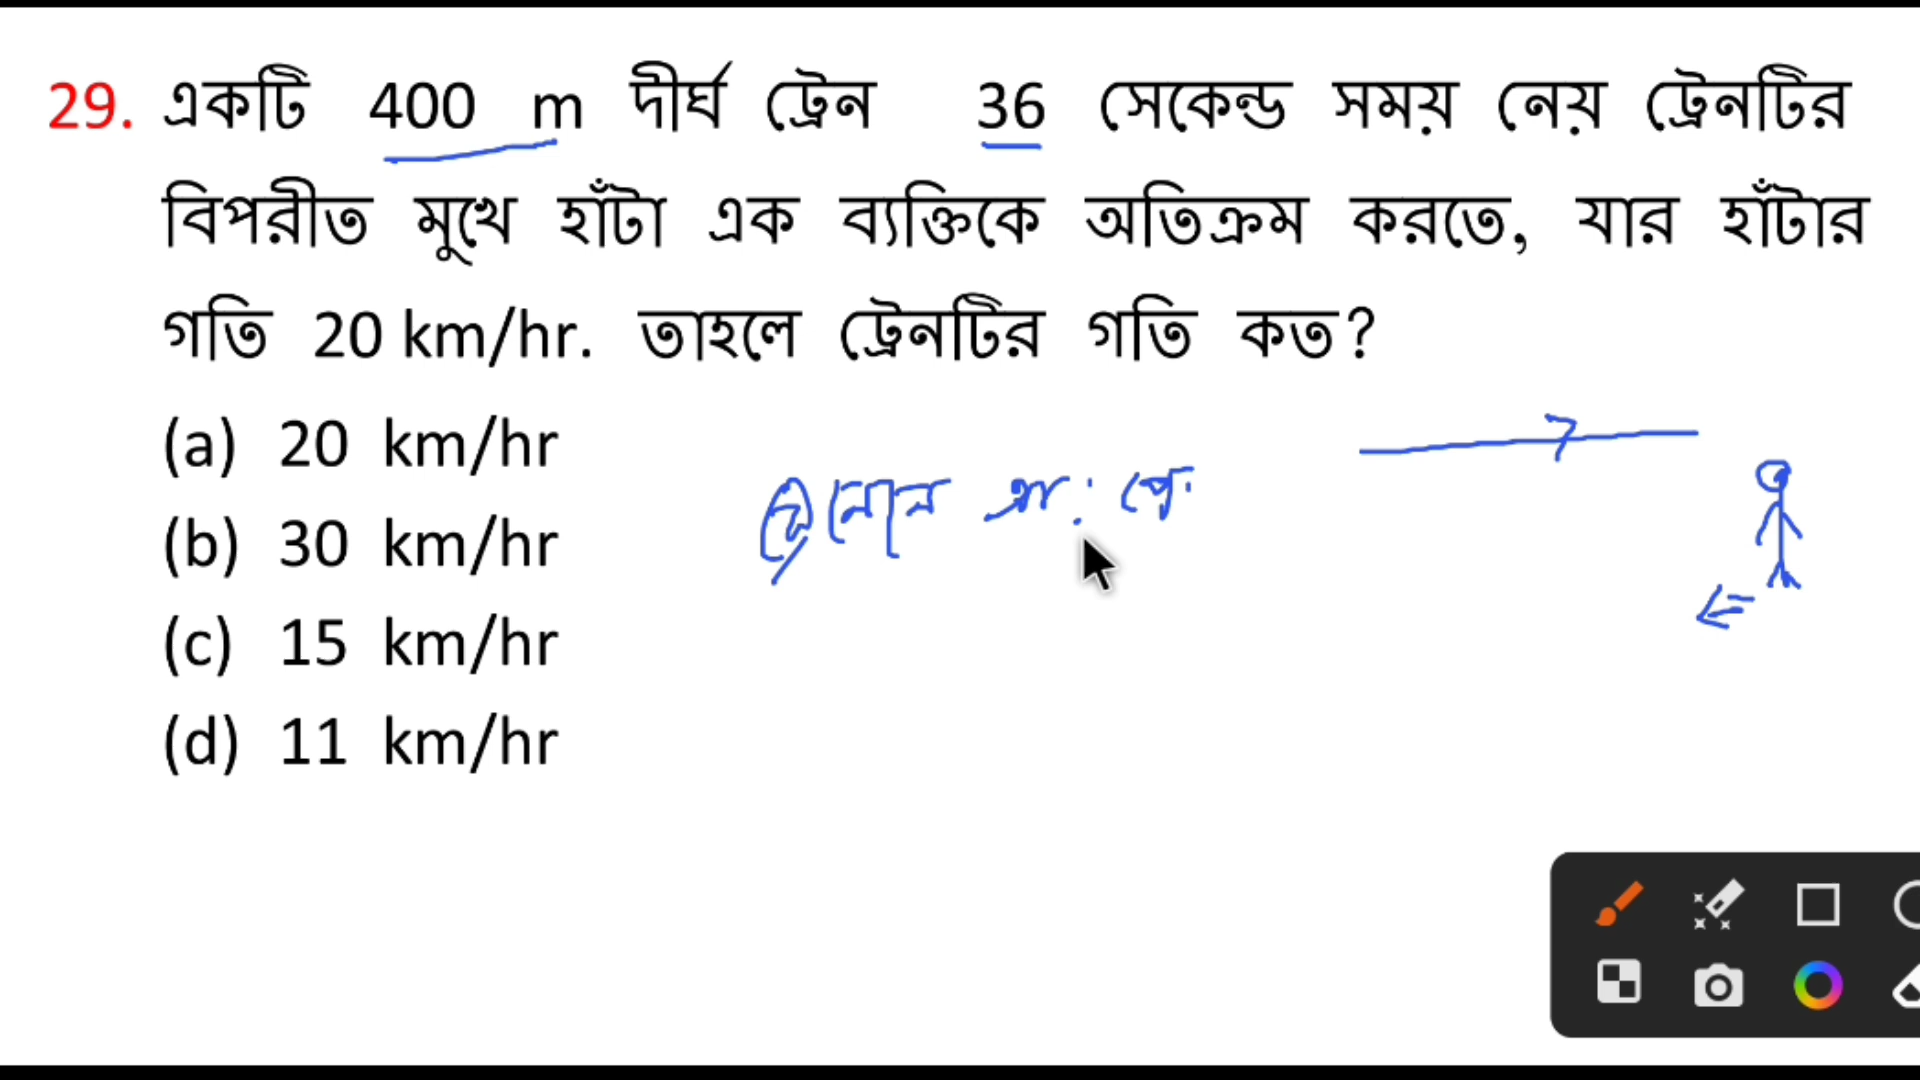 29. একটি 400 m দীর্ঘ ট্রেন 36 সেকেন্ড সময় নেয় ট্রেনটির
বিপরীত মুখে হাঁটা এক ব্যক্তিকে অতিক্রম করতে, যার হাঁটার
গতি 20 km/hr. তাহলে ট্রেনটির গতি কত?
(a) 20 km/hr
(b) 30 km/hr
(c) 15 km/hr
(d) 11 km/hr